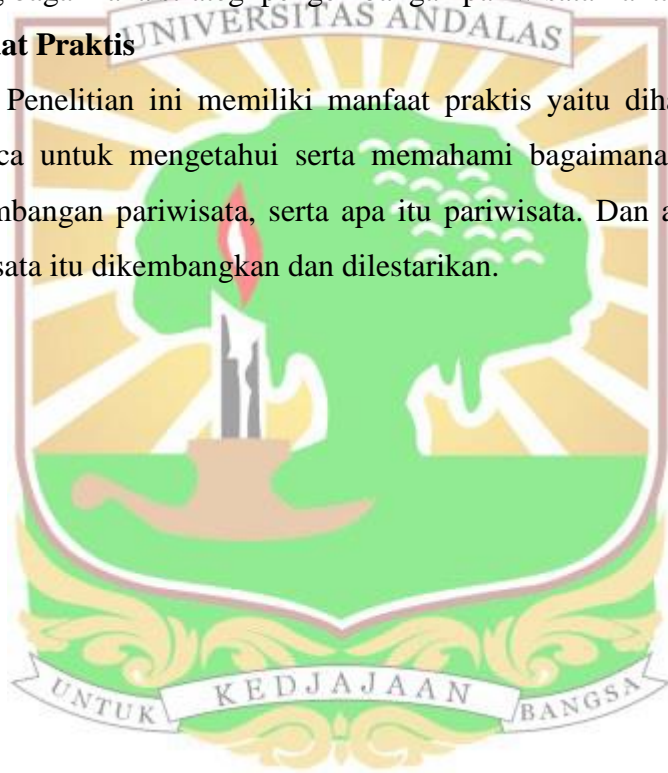 UNIVERSITAS ANDALAS
at Praktis
Penelitian ini memiliki manfaat praktis yaitu diha
ca untuk mengetahui serta memahami bagaimana
mbangan pariwisata, serta apa itu pariwisata. Dan a
sata itu dikembangkan dan dilestarikan.
UNTUK KEDJAJAAN BANGSA